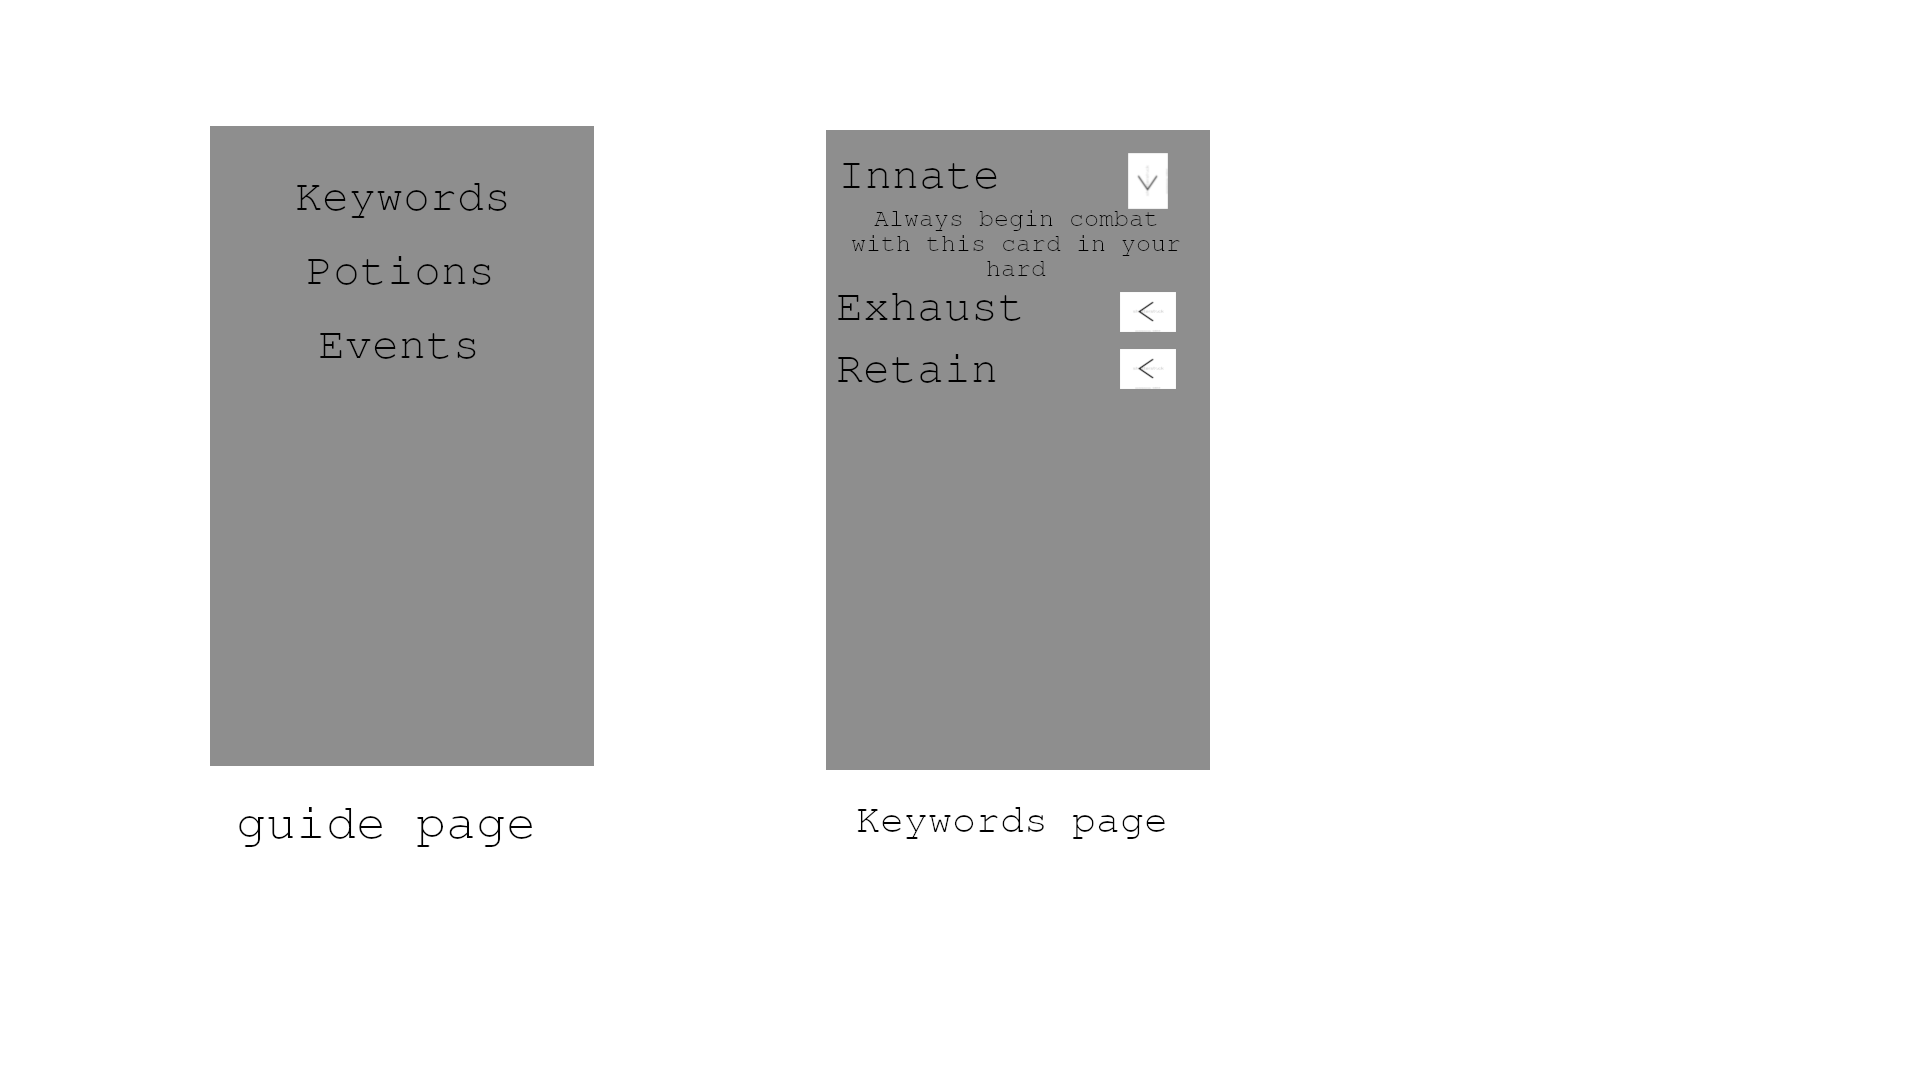 Keywords
Potions
Events
guide page
Innate
Always begin combat
with this card in your
hard
Exhaust
Retain
Keywords page